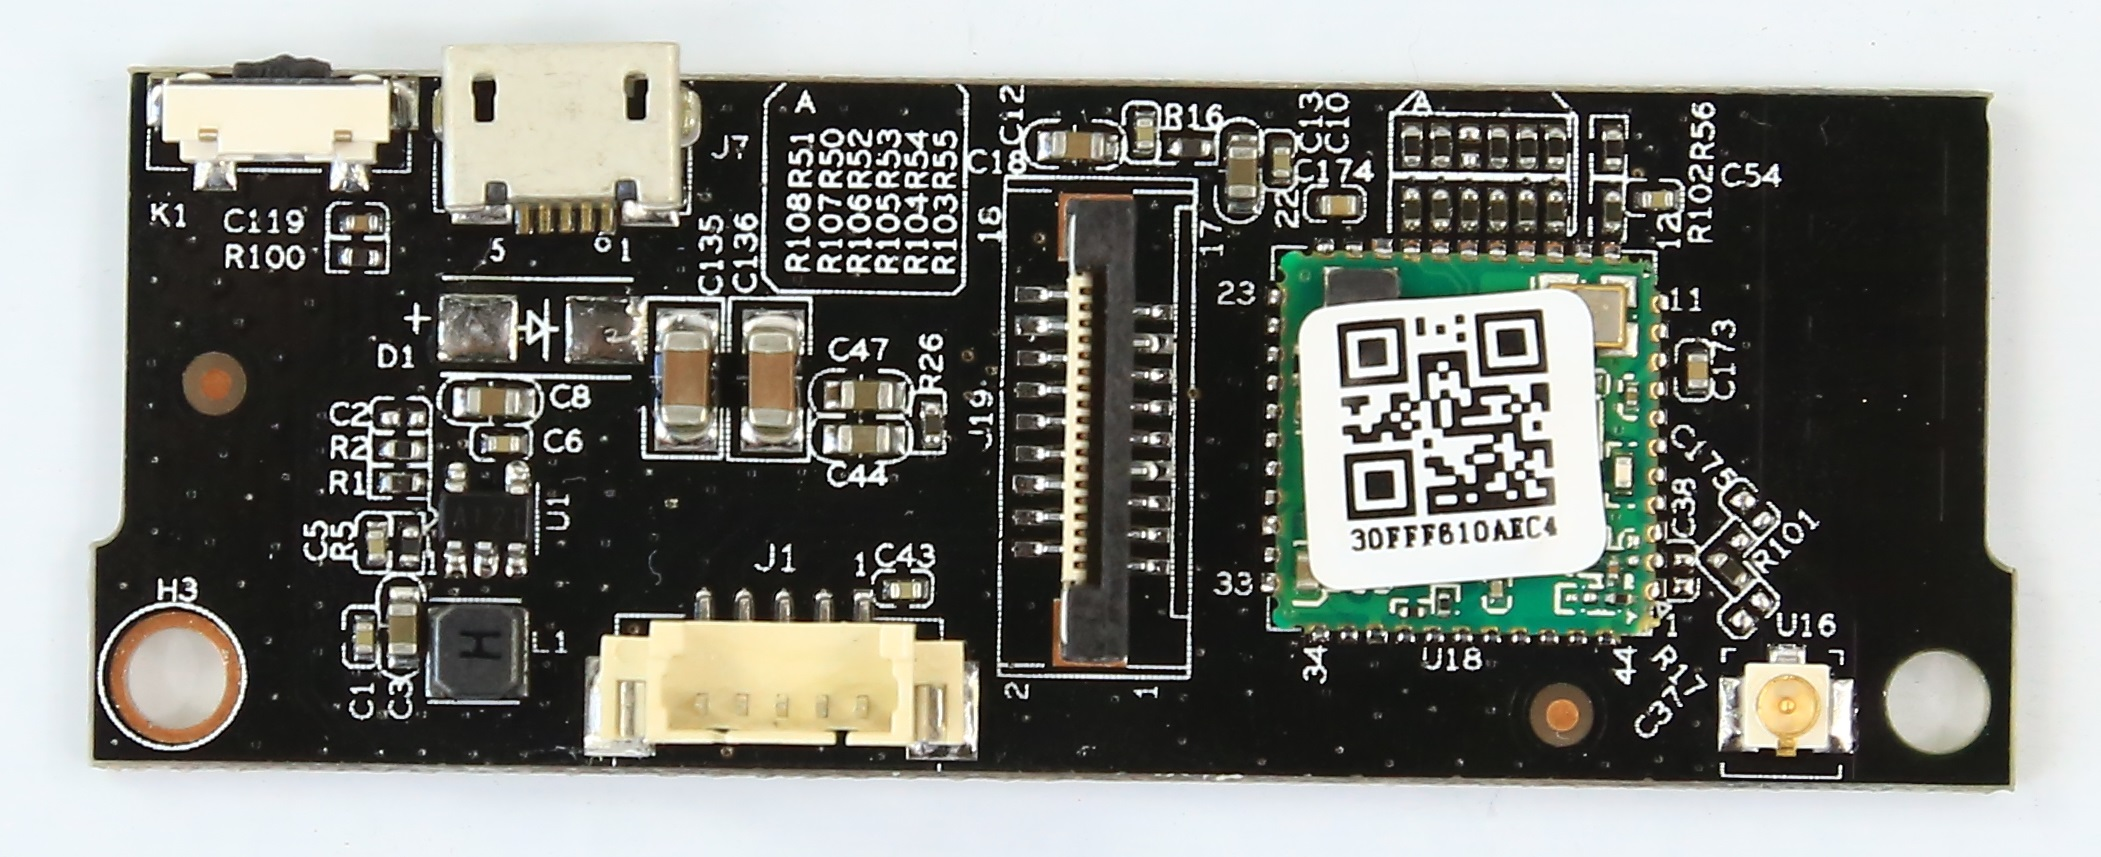 K1
C119
R100
J7
5
1
A
R108R51
R107R50
R106R52
R105R53
R104R54
R103R55
C135
C136
+
D1
C8
C6
C2
R2
R1
C5
R5
U1
C1
C3
L1
H
H3
C47
C44
R26
J1
1
C43
C12
C18
R16
18
17
J19
2
1
C13
C10
C174
22
A
12
R102R56
C54
23
11
C173
30FFF610AEC4
33
C175
C38
R101
1
34
U18
44
R17
C37
U16